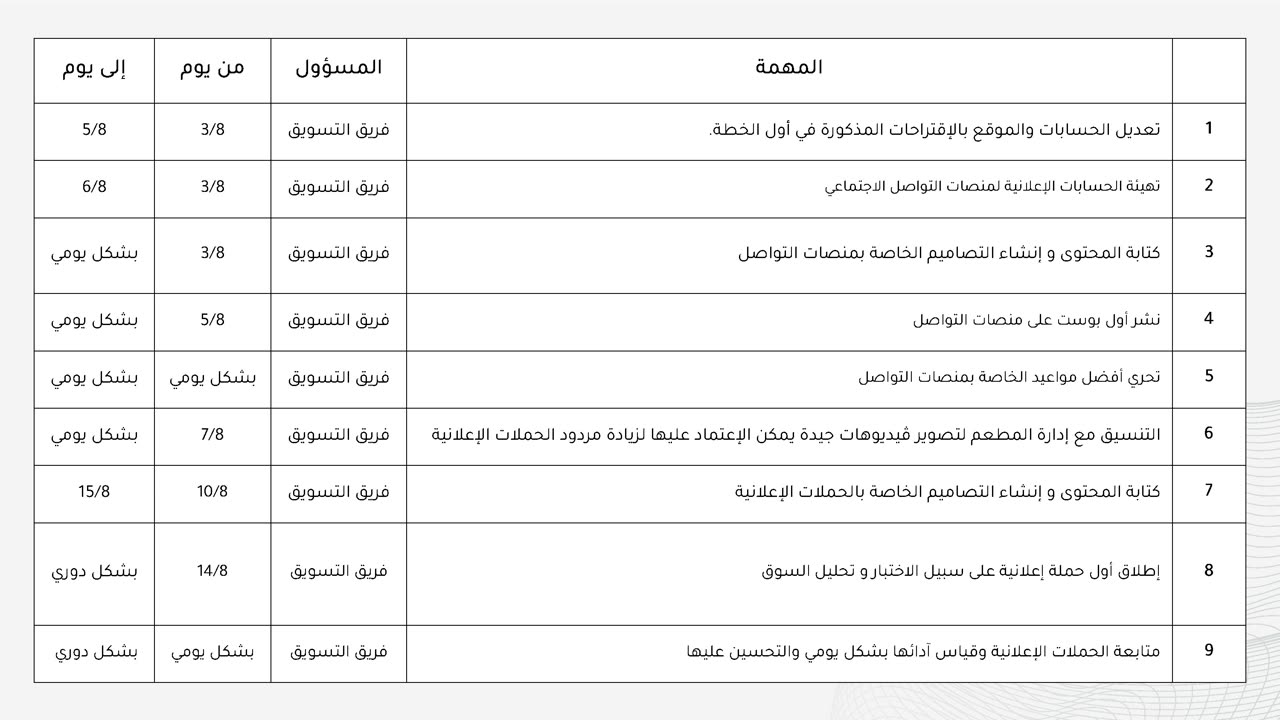 المهمة المسؤول من يوم إلى يوم
1 تعديل الحسابات والموقع بالإقتراحات المذكورة في أول الخطة. فريق التسويق 3/8 5/8
2 تهيئة الحسابات الإعلانية لمنصات التواصل الاجتماعي فريق التسويق 3/8 6/8
3 كتابة المحتوى و إنشاء التصاميم الخاصة بمنصات التواصل فريق التسويق 3/8 بشكل يومي
4 نشر أول بوست على منصات التواصل فريق التسويق 5/8 بشكل يومي
5 تحري أفضل مواعيد الخاصة بمنصات التواصل فريق التسويق بشكل يومي بشكل يومي
6 التنسيق مع إدارة المطعم لتصوير ڤيديوهات جيدة يمكن الإعتماد عليها لزيادة مردود الحملات الإعلانية فريق التسويق 7/8 بشكل يومي
7 كتابة المحتوى و إنشاء التصاميم الخاصة بالحملات الإعلانية فريق التسويق 10/8 15/8
8 إطلاق أول حملة إعلانية على سبيل الاختبار و تحليل السوق فريق التسويق 14/8 بشكل دوري
9 متابعة الحملات الإعلانية وقياس آدائها بشكل يومي والتحسين عليها فريق التسويق بشكل يومي بشكل دوري